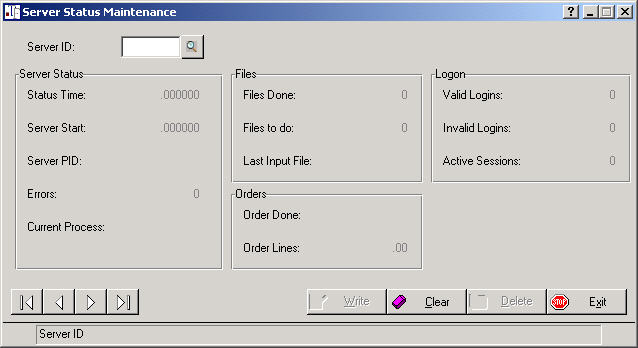 Server Status Maintenance
Server ID:
Server Status
Status Time: .000000
Server Start: .000000
Server PID:
Errors: 0
Current Process:
Files
Files Done: 0
Files to do: 0
Last Input File:
Orders
Order Done:
Order Lines: .00
Logon
Valid Logins: 0
Invalid Logins: 0
Active Sessions: 0
Write Clear Delete STOP Exit
Server ID